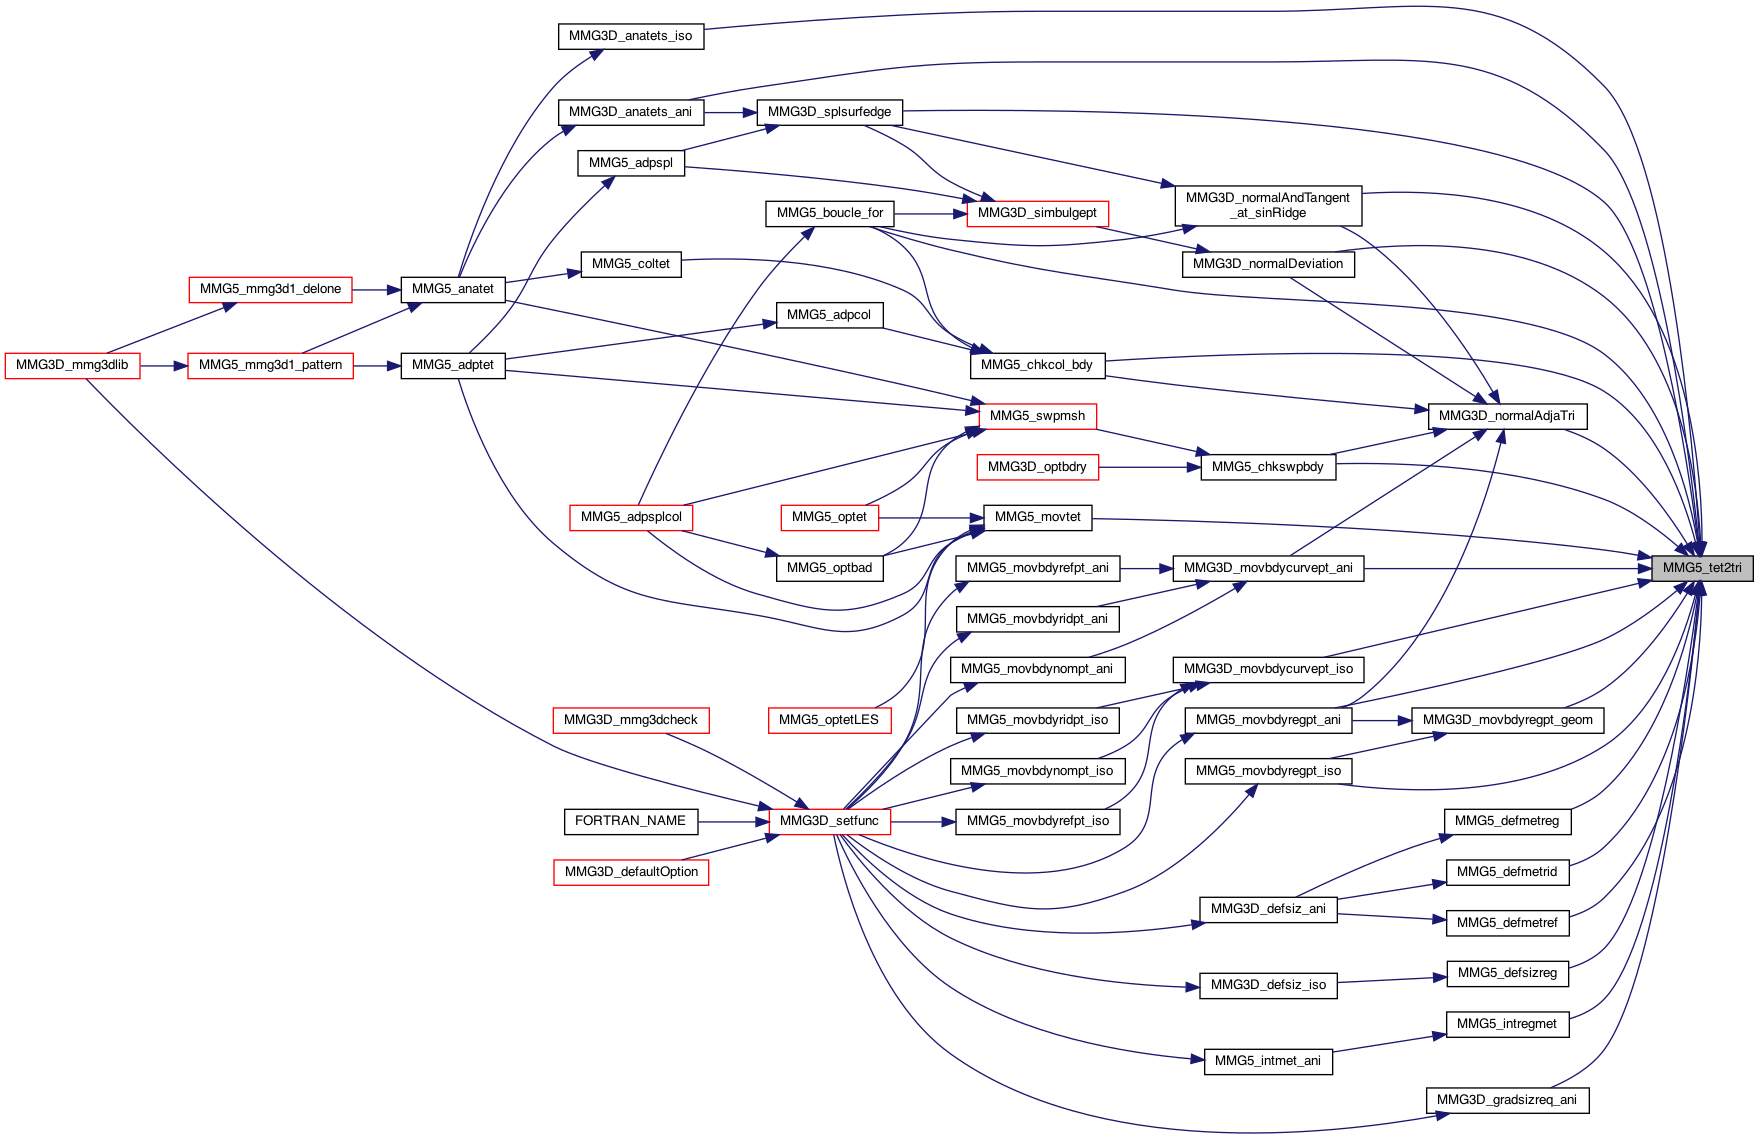 MMG3D_anatets_iso
MMG3D_anatets_ani
MMG3D_splsurfedge
MMG5_adpspl
MMG3D_normalAndTangent
_at_sinRidge
MMG5_boucle_for
MMG3D_simbulgept
MMG5_coltet
MMG3D_normalDeviation
MMG5_mmg3d1_delone
MMG5_anatet
MMG5_adpcol
MMG3D_mmg3dlib
MMG5_mmg3d1_pattern
MMG5_adptet
MMG5_chkcol_bdy
MMG5_swpmsh
MMG3D_normalAdjaTri
MMG3D_optbdry
MMG5_chkswpbdy
MMG5_adpsplcol
MMG5_optet
MMG5_movtet
MMG5_optbad
MMG5_movbdyrefpt_ani
MMG3D_movbdycurvept_ani
MMG5_tet2tri
MMG5_movbdyridpt_ani
MMG5_movbdynompt_ani
MMG3D_movbdycurvept_iso
MMG3D_mmg3dcheck
MMG5_optetLES
MMG5_movbdyridpt_iso
MMG5_movbdyregpt_ani
MMG3D_movbdyregpt_geom
MMG5_movbdynompt_iso
MMG5_movbdyregpt_iso
FORTRAN_NAME
MMG3D_setfunc
MMG5_movbdyrefpt_iso
MMG5_defmetreg
MMG3D_defaultOption
MMG5_defmetrid
MMG3D_defsiz_ani
MMG5_defmetref
MMG5_defsizreg
MMG3D_defsiz_iso
MMG5_intregmet
MMG5_intmet_ani
MMG3D_gradsizreq_ani